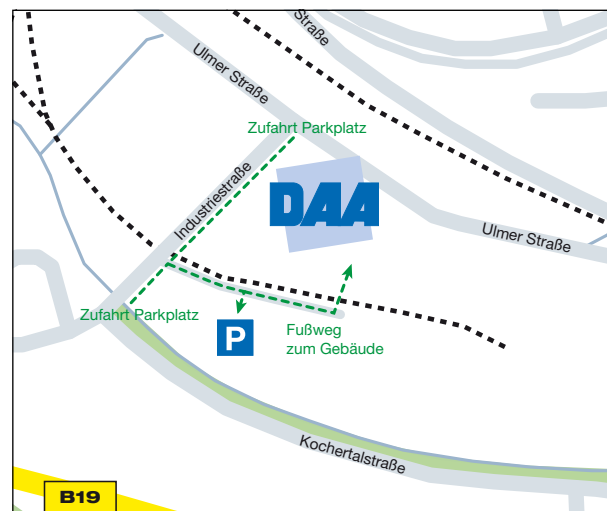 Straße
Ulmer Straße
Zufahrt Parkplatz
Industriestraße
DAA
Ulmer Straße
Zufahrt Parkplatz
P
Fußweg
zum Gebäude
Kochertalstraße
B19